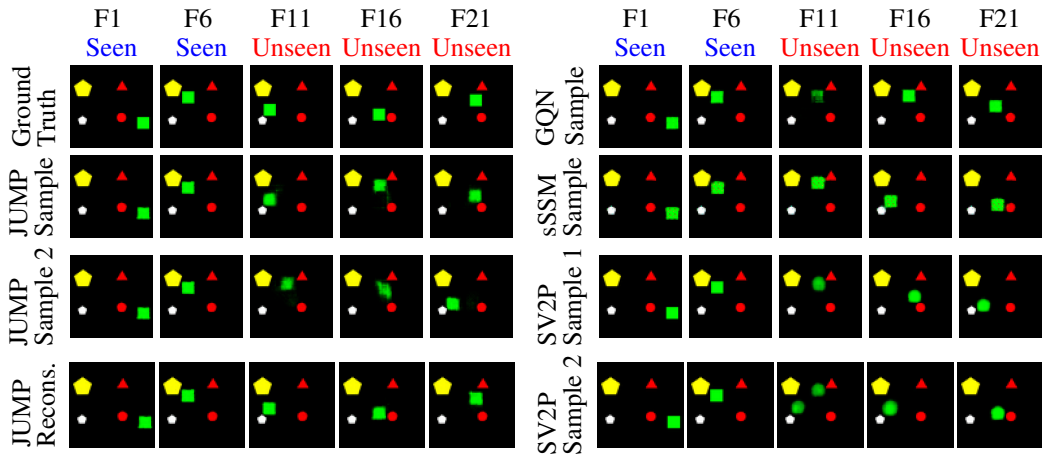 F1 F6 F11 F16 F21
Seen Seen Unseen Unseen Unseen
Ground
Truth
JUMP
Sample
JUMP
Sample 2
JUMP
Recons.
F1 F6 F11 F16 F21
Seen Seen Unseen Unseen Unseen
GQN
Sample
sSSM
Sample
SV2P
Sample 1
SV2P
Sample 2